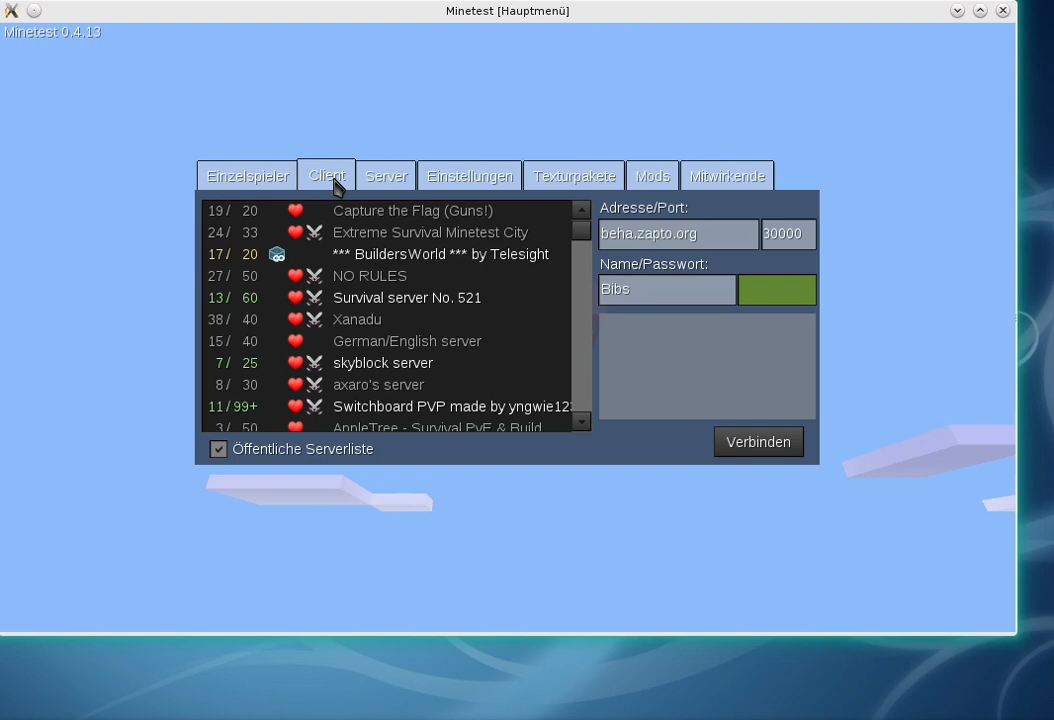 Minetest [Hauptmenü]
Minetest 0.4.13
Einzelspieler Client Server Einstellungen Texturpakete Mods Mitwirkende
19 / 20 Capture the Flag (Guns!)
24 / 33 Extreme Survival Minetest City
17 / 20 *** BuildersWorld *** by Telesight
27 / 50 NO RULES
13 / 60 Survival server No. 521
38 / 40 Xanadu
15 / 40 German/English server
7 / 25 skyblock server
8 / 30 axaro's server
11 / 99+ Switchboard PVP made by yngwie12
3 / 50 AppleTree - Survival PvE & Build
Öffentliche Serverliste
Adresse/Port:
beha.zapto.org 30000
Name/Passwort:
Bibs
Verbinden